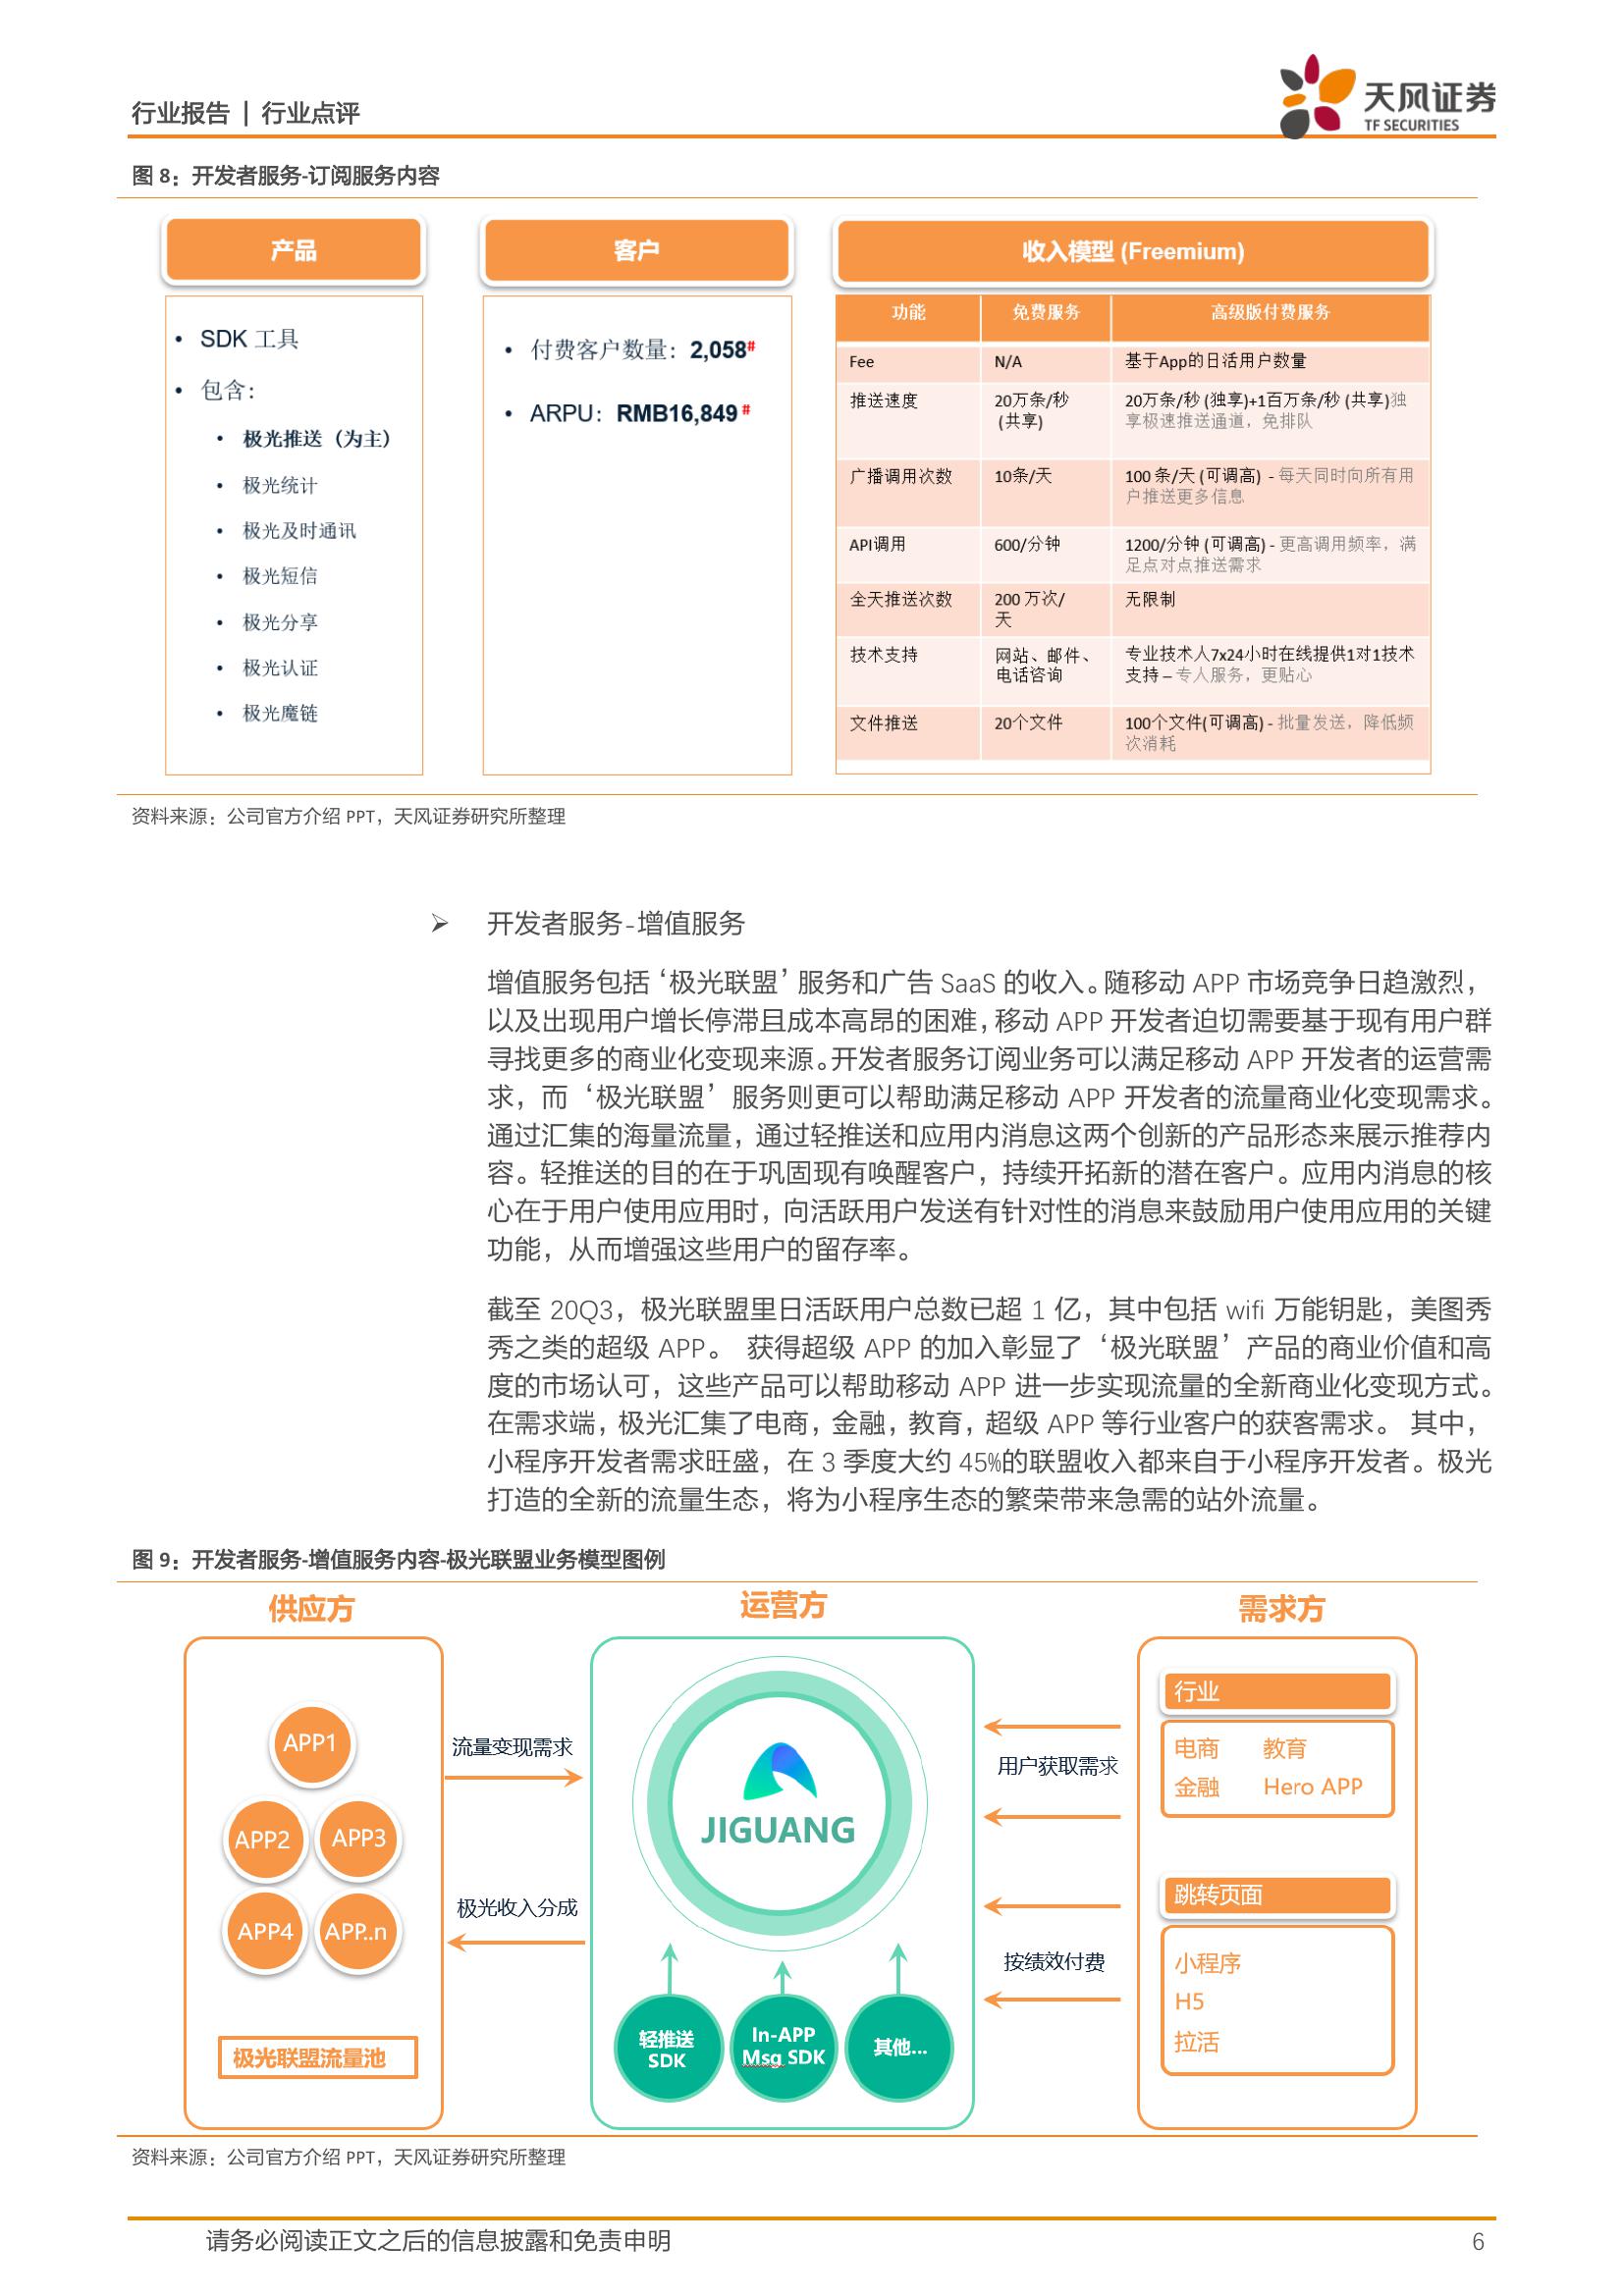 行业报告 | 行业点评
天风证券
TF SECURITIES
图 8：开发者服务-订阅服务内容
产品
• SDK 工具
• 包含：
• 极光推送（为主）
• 极光统计
• 极光及时通讯
• 极光短信
• 极光分享
• 极光认证
• 极光魔链
客户
• 付费客户数量：2,058#
• ARPU：RMB16,849 #
收入模型 (Freemium)
功能 免费服务 高级版付费服务
Fee N/A 基于App的日活用户数量
推送速度 20万条/秒 20万条/秒 (独享)+1百万条/秒 (共享)独
(共享) 享极速推送通道，免排队
广播调用次数 10条/天 100 条/天 (可调高) - 每天同时向所有用
户推送更多信息
API调用 600/分钟 1200/分钟 (可调高) - 更高调用频率，满
足点对点推送需求
全天推送次数 200 万次/ 无限制
天
技术支持 网站、邮件、 专业技术人7x24小时在线提供1对1技术
电话咨询 支持 – 专人服务，更贴心
文件推送 20个文件 100个文件(可调高) - 批量发送，降低频
次消耗
资料来源：公司官方介绍 PPT，天风证券研究所整理
➢ 开发者服务-增值服务
增值服务包括‘极光联盟’服务和广告 SaaS 的收入。随移动 APP 市场竞争日趋激烈，
以及出现用户增长停滞且成本高昂的困难，移动 APP 开发者迫切需要基于现有用户群
寻找更多的商业化变现来源。开发者服务订阅业务可以满足移动 APP 开发者的运营需
求，而‘极光联盟’服务则更可以帮助满足移动 APP 开发者的流量商业化变现需求。
通过汇集的海量流量，通过轻推送和应用内消息这两个创新的产品形态来展示推荐内
容。轻推送的目的在于巩固现有唤醒客户，持续开拓新的潜在客户。应用内消息的核
心在于用户使用应用时，向活跃用户发送有针对性的消息来鼓励用户使用应用的关键
功能，从而增强这些用户的留存率。
截至 20Q3，极光联盟里日活跃用户总数已超 1 亿，其中包括 wifi 万能钥匙，美图秀
秀之类的超级 APP。 获得超级 APP 的加入彰显了‘极光联盟’产品的商业价值和高
度的市场认可，这些产品可以帮助移动 APP 进一步实现流量的全新商业化变现方式。
在需求端，极光汇集了电商，金融，教育，超级 APP 等行业客户的获客需求。 其中，
小程序开发者需求旺盛，在 3 季度大约 45%的联盟收入都来自于小程序开发者。极光
打造的全新的流量生态，将为小程序生态的繁荣带来急需的站外流量。
图 9：开发者服务-增值服务内容-极光联盟业务模型图例
供应方
APP1
APP2 APP3
APP4 APP..n
极光联盟流量池
流量变现需求
极光收入分成
运营方
JIGUANG
轻推送
SDK
In-APP
Msg SDK
其他...
用户获取需求
按绩效付费
需求方
行业
电商 教育
金融 Hero APP
跳转页面
小程序
H5
拉活
资料来源：公司官方介绍 PPT，天风证券研究所整理
请务必阅读正文之后的信息披露和免责申明 6